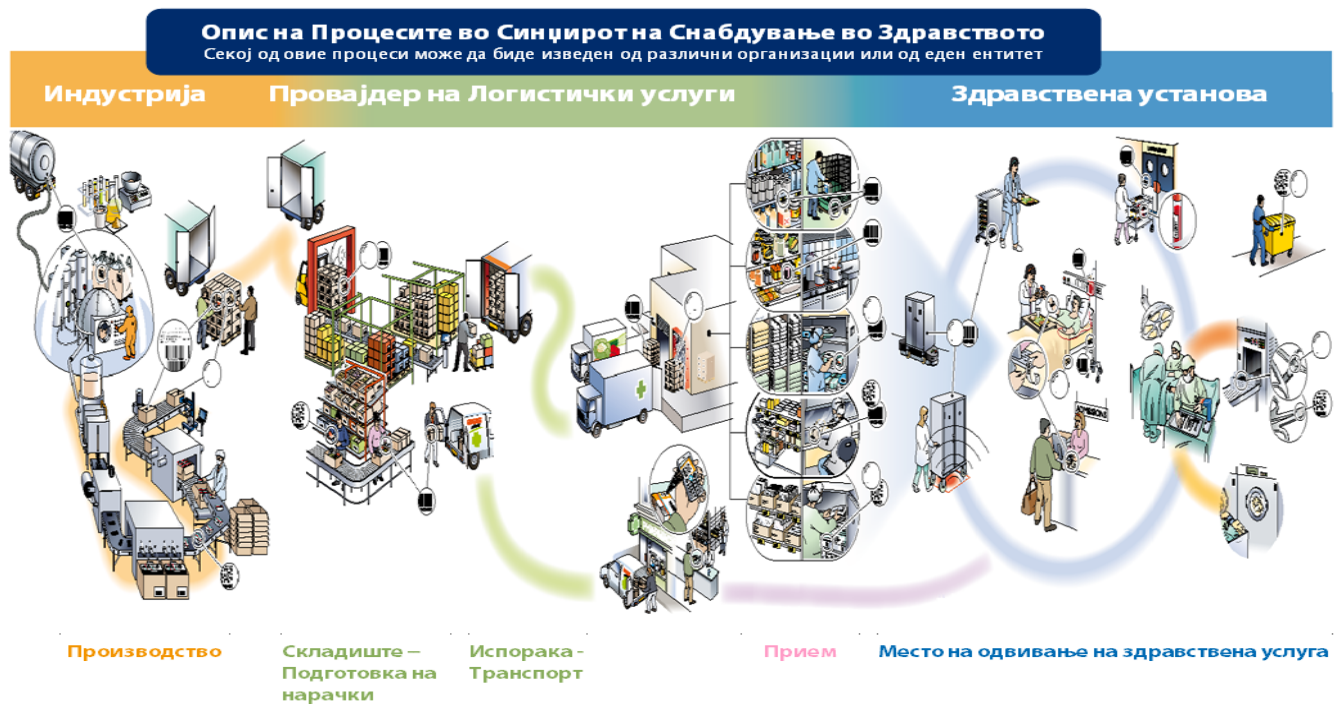 Опис на Процесите во Синџирот на Снабдување во Здравството
Секој од овие процеси може да биде изведен од различни организации или од еден ентитет
Индустрија
Провајдер на Логистички услуги
Здравствена установа
ADMISSIONS
Производство
Складиште –
Подготовка на
нарачки
Испорака -
Транспорт
Прием
Место на одвивање на здравствена услуга